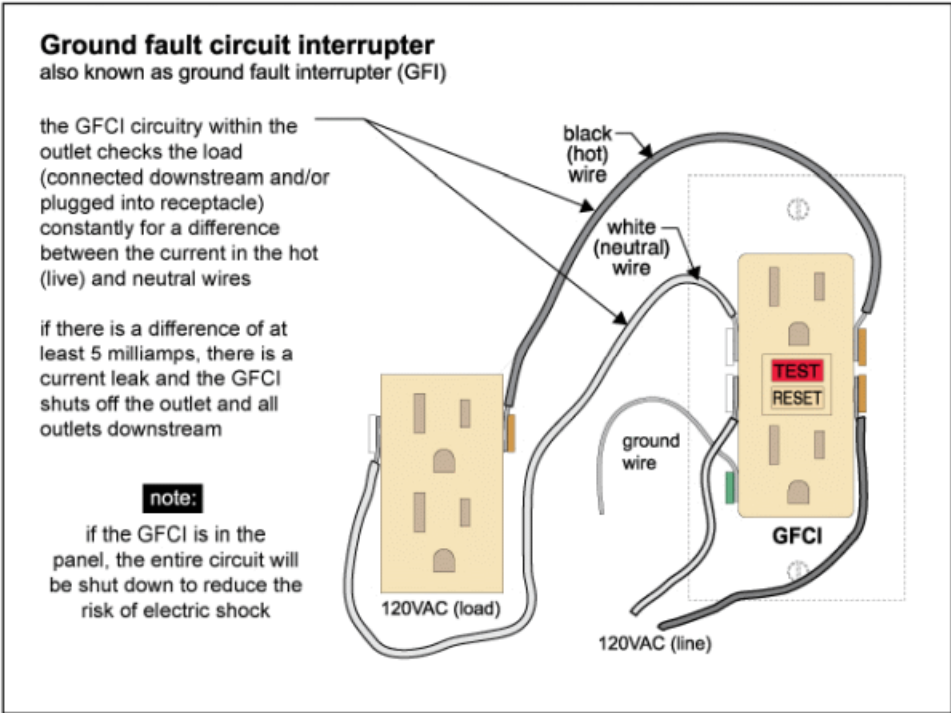 Ground fault circuit interrupter
also known as ground fault interrupter (GFI)
the GFCI circuitry within the
outlet checks the load
(connected downstream and/or
plugged into receptacle)
constantly for a difference
between the current in the hot
(live) and neutral wires
if there is a difference of at
least 5 milliamps, there is a
current leak and the GFCI
shuts off the outlet and all
outlets downstream
note:
if the GFCI is in the
panel, the entire circuit will
be shut down to reduce the
risk of electric shock
black
(hot)
wire
white
(neutral)
wire
TEST
RESET
ground
wire
GFCI
120VAC (load)
120VAC (line)